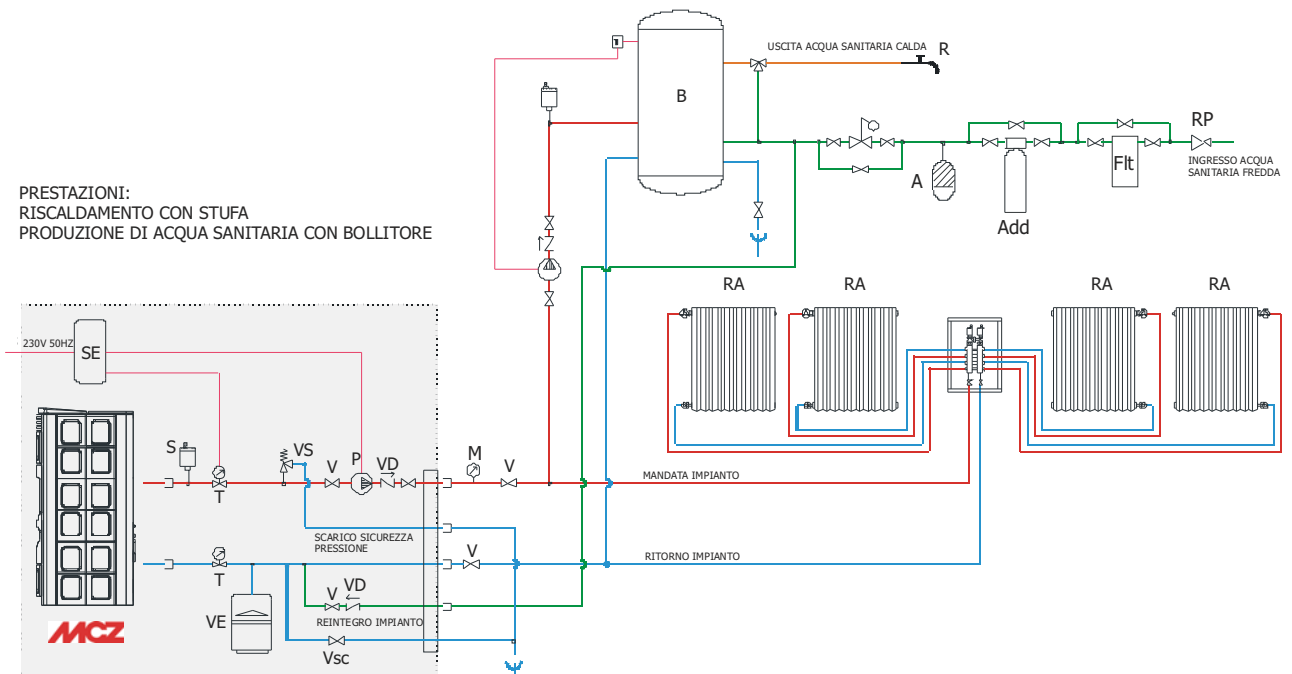 USCITA ACQUA SANITARIA CALDA
R
B
RP
INGRESSO ACQUA
SANITARIA FREDDA
A
Flt
Add
PRESTAZIONI:
RISCALDAMENTO CON STUFA
PRODUZIONE DI ACQUA SANITARIA CON BOLLITORE
RA
RA
RA
RA
230V 50HZ
SE
S
T
VS
V
P
VD
M
V
MANDATA IMPIANTO
SCARICO SICUREZZA
PRESSIONE
T
V
RITORNO IMPIANTO
VE
V
VD
REINTEGRO IMPIANTO
Vsc
MCZ